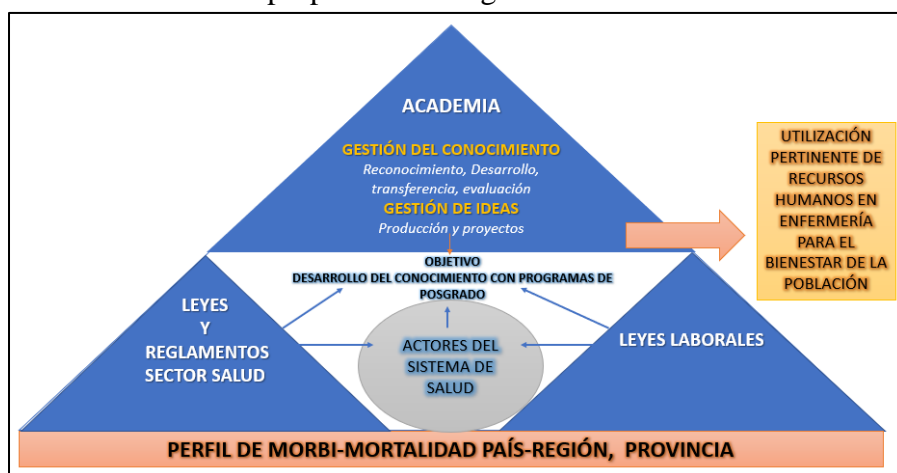 ACADEMIA
GESTIÓN DEL CONOCIMIENTO
Reconocimiento, Desarrollo,
transferencia, evaluación
GESTIÓN DE IDEAS
Producción y proyectos
OBJETIVO
DESARROLLO DEL CONOCIMIENTO CON PROGRAMAS DE
POSGRADO
LEYES
Y
REGLAMENTOS
SECTOR SALUD
ACTORES DEL
SISTEMA DE
SALUD
LEYES LABORALES
UTILIZACIÓN
PERTINENTE DE
RECURSOS
HUMANOS EN
ENFERMERÍA
PARA EL
BIENESTAR DE LA
POBLACIÓN
PERFIL DE MORBI-MORTALIDAD PAÍS-REGIÓN, PROVINCIA